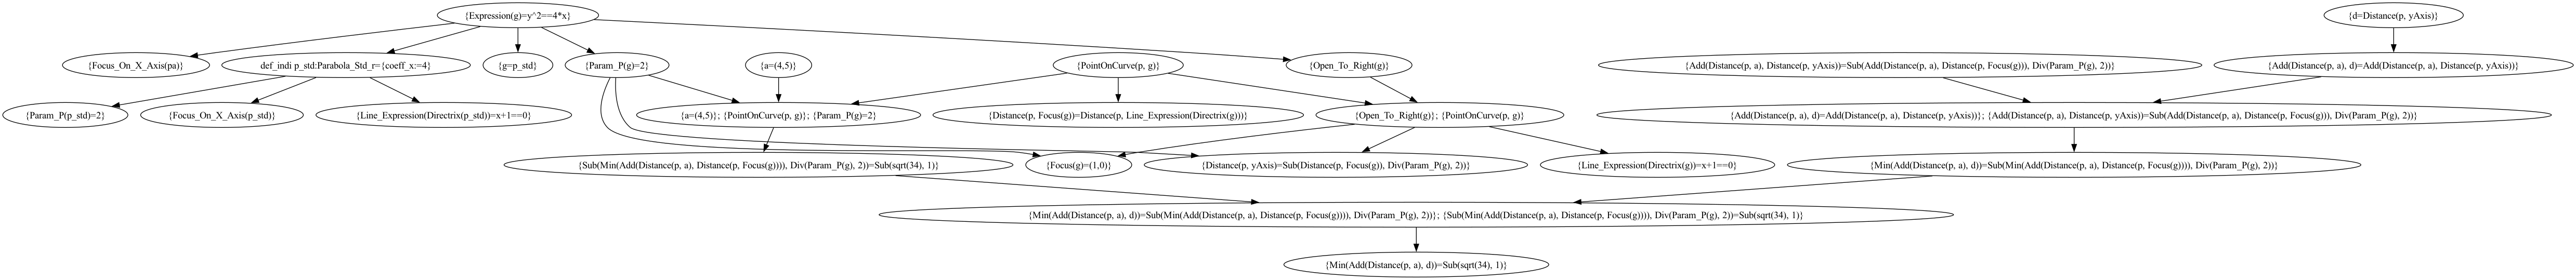 {Expression(g)=y^2==4*x}
{d=Distance(p, yAxis)}
{Focus_On_X_Axis(pa)}
def_indi p_std:Parabola_Std_r={coeff_x:=4}
{g=p_std}
{Param_P(g)=2}
{a=(4,5)}
{PointOnCurve(p, g)}
{Open_To_Right(g)}
{Add(Distance(p, a), Distance(p, yAxis))=Sub(Add(Distance(p, a), Distance(p, Focus(g))), Div(Param_P(g), 2))}
{Add(Distance(p, a), d)=Add(Distance(p, a), Distance(p, yAxis))}
{Param_P(p_std)=2}
{Focus_On_X_Axis(p_std)}
{Line_Expression(Directrix(p_std))=x+1==0}
{a=(4,5)}; {PointOnCurve(p, g)}; {Param_P(g)=2}
{Distance(p, Focus(g))=Distance(p, Line_Expression(Directrix(g)))}
{Open_To_Right(g)}; {PointOnCurve(p, g)}
{Add(Distance(p, a), d)=Add(Distance(p, a), Distance(p, yAxis))}; {Add(Distance(p, a), Distance(p, yAxis))=Sub(Add(Distance(p, a), Distance(p, Focus(g))), Div(Param_P(g), 2))}
{Sub(Min(Add(Distance(p, a), Distance(p, Focus(g)))), Div(Param_P(g), 2))=Sub(sqrt(34), 1)}
{Focus(g)=(1,0)}
{Distance(p, yAxis)=Sub(Distance(p, Focus(g)), Div(Param_P(g), 2))}
{Line_Expression(Directrix(g))=x+1==0}
{Min(Add(Distance(p, a), d))=Sub(Min(Add(Distance(p, a), Distance(p, Focus(g)))), Div(Param_P(g), 2))}
{Min(Add(Distance(p, a), d))=Sub(Min(Add(Distance(p, a), Distance(p, Focus(g)))), Div(Param_P(g), 2))}; {Sub(Min(Add(Distance(p, a), Distance(p, Focus(g)))), Div(Param_P(g), 2))=Sub(sqrt(34), 1)}
{Min(Add(Distance(p, a), d))=Sub(sqrt(34), 1)}